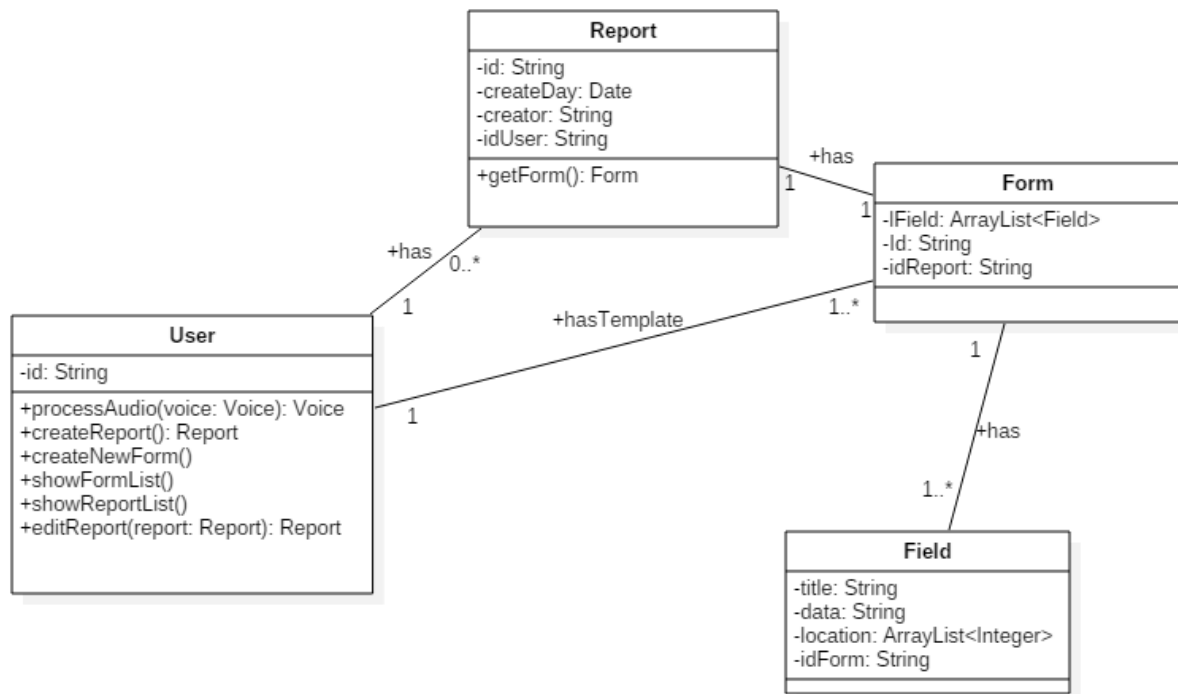 Report
-id: String
-createDay: Date
-creator: String
-idUser: String
+getForm(): Form
+has
1
1
Form
-lField: ArrayList<Field>
-Id: String
-idReport: String
+has
0..*
1
+hasTemplate
1..*
1
User
-id: String
+processAudio(voice: Voice): Voice
+createReport(): Report
+createNewForm()
+showFormList()
+showReportList()
+editReport(report: Report): Report
1
+has
1..*
Field
-title: String
-data: String
-location: ArrayList<Integer>
-idForm: String